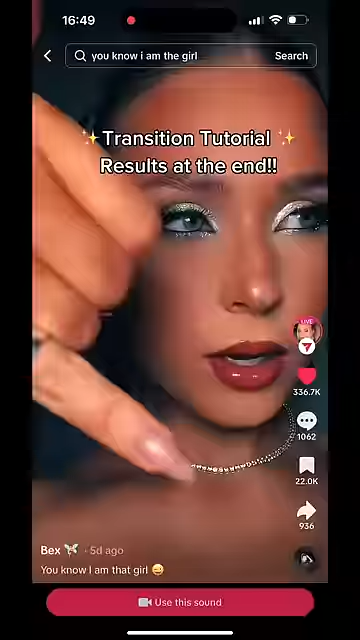 16:49
you know i am the girl
Search
✨Transition Tutorial ✨
Results at the end!!
LIVE
336.7K
1062
22.0K
936
Bex 🦋 · 5d ago
You know I am that girl 😜
Use this sound